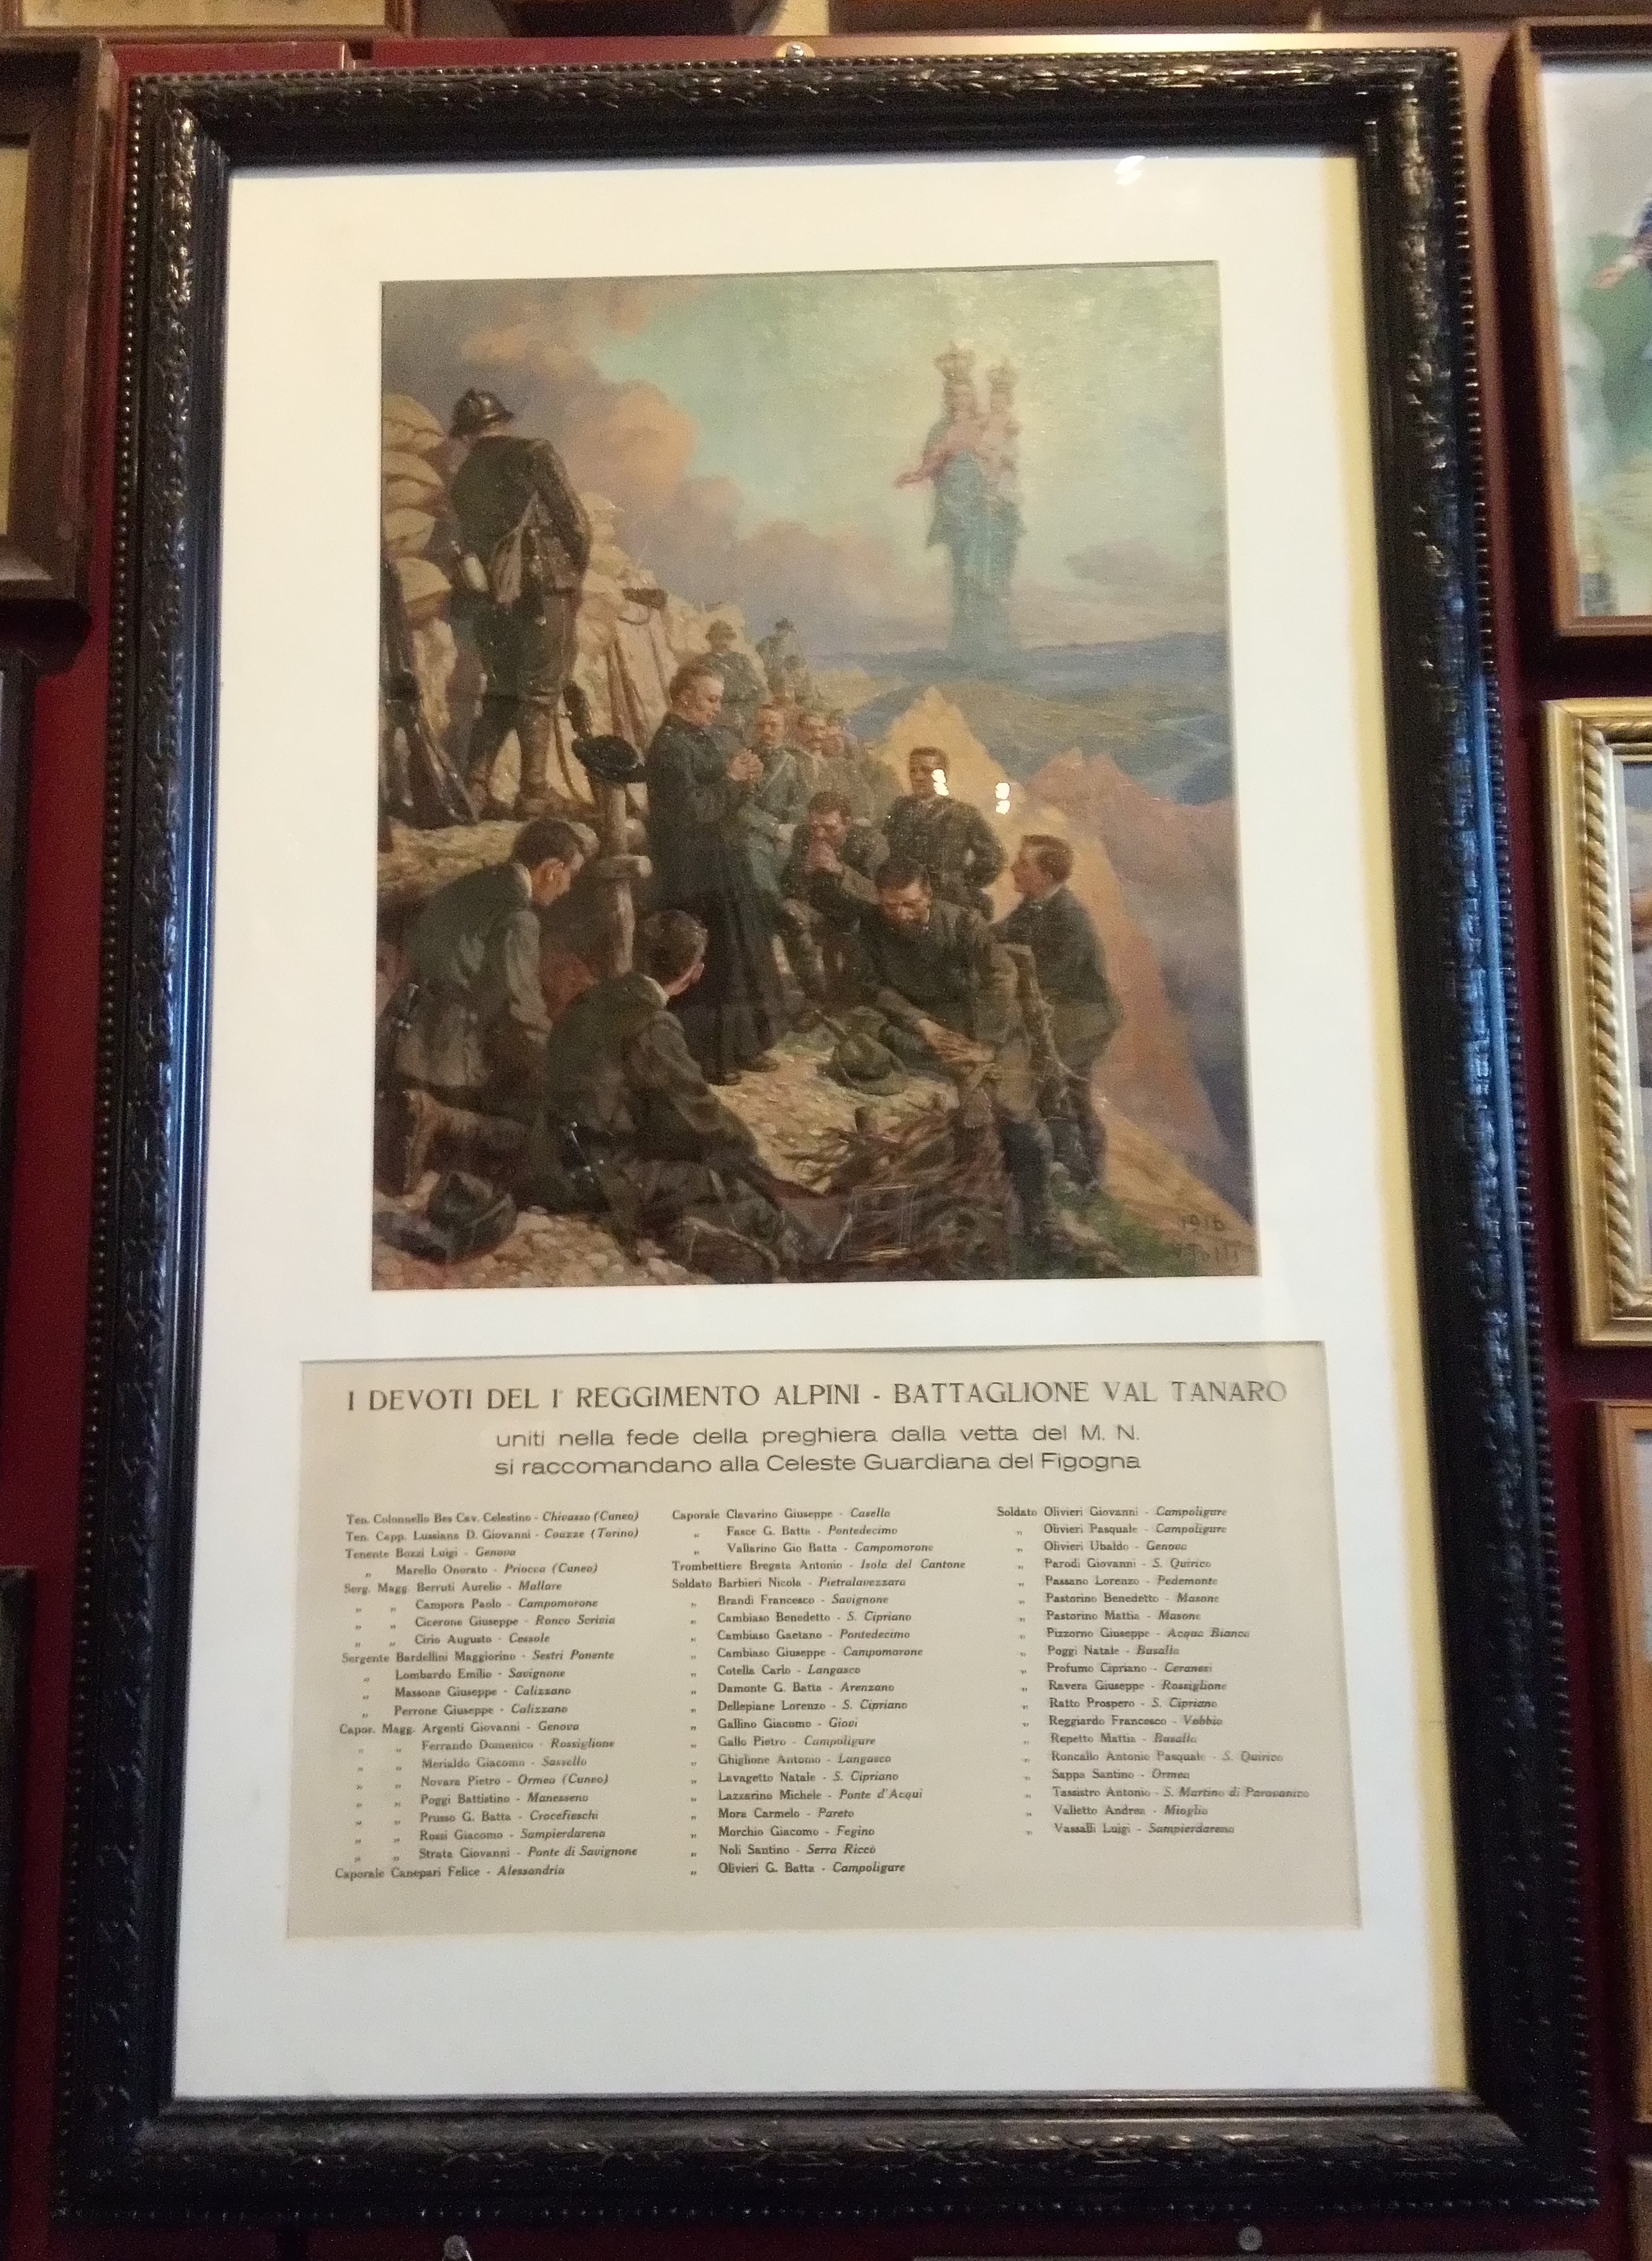 1916
I DEVOTI DEL 1° REGGIMENTO ALPINI - BATTAGLIONE VAL TANARO
uniti nella fede della preghiera dalla vetta del M. N.
si raccomandano alla Celeste Guardiana del Figogna
Ten. Colonnello Bes Cav. Celestino - Chivasso (Cuneo)
Ten. Capp. Lussiana D. Giovanni - Coazze (Torino)
Tenente Bozzi Luigi - Genova
„ Marello Onorato - Priocca (Cuneo)
Serg. Magg. Berruti Aurelio - Mallare
„ „ Campora Paolo - Campomorone
„ „ Cicerone Giuseppe - Ronco Scrivia
„ „ Cirio Augusto - Cessole
Sergente Bardellini Maggiorino - Sestri Ponente
„ Lombardo Emilio - Savignone
„ Massone Giuseppe - Calizzano
„ Perrone Giuseppe - Calizzano
Capor. Magg. Argenti Giovanni - Genova
„ „ Ferrando Domenico - Rossiglione
„ „ Merialdo Giacomo - Sassello
„ „ Novara Pietro - Ormea (Cuneo)
„ „ Poggi Battistino - Manesseno
„ „ Prusso G. Batta - Crocefieschi
„ „ Rossi Giacomo - Sampierdarena
„ „ Strata Giovanni - Ponte di Savignone
Caporale Canepari Felice - Alessandria
Caporale Clavarino Giuseppe - Casella
„ Fasce G. Batta - Pontedecimo
„ Vallarino Gio Batta - Campomorone
Trombettiere Bregata Antonio - Isola del Cantone
Soldato Barbieri Nicola - Pietralavezzara
„ Brandi Francesco - Savignone
„ Cambiaso Benedetto - S. Cipriano
„ Cambiaso Gaetano - Pontedecimo
„ Cambiaso Giuseppe - Campomorone
„ Cotella Carlo - Langasco
„ Damonte G. Batta - Arenzano
„ Dellepiane Lorenzo - S. Cipriano
„ Gallino Giacomo - Giovi
„ Gallo Pietro - Campoligure
„ Ghiglione Antonio - Langasco
„ Lavagetto Natale - S. Cipriano
„ Lazzarino Michele - Ponte d'Acqui
„ Mora Carmelo - Pareto
„ Morchio Giacomo - Fegino
„ Noli Santino - Serra Riccò
„ Olivieri G. Batta - Campoligure
Soldato Olivieri Giovanni - Campoligure
„ Olivieri Pasquale - Campoligure
„ Olivieri Ubaldo - Genova
„ Parodi Giovanni - S. Quirico
„ Passano Lorenzo - Pedemonte
„ Pastorino Benedetto - Masone
„ Pastorino Mattia - Masone
„ Pizzorno Giuseppe - Acqua Bianca
„ Poggi Natale - Busalla
„ Profumo Cipriano - Ceranesi
„ Ravera Giuseppe - Rossiglione
„ Ratto Prospero - S. Cipriano
„ Reggiardo Francesco - Vobbia
„ Repetto Mattia - Busalla
„ Roncallo Antonio Pasquale - S. Quirico
„ Sappa Santino - Ormea
„ Tassistro Antonio - S. Martino di Paravanico
„ Valletto Andrea - Mioglia
„ Vassalli Luigi - Sampierdarena